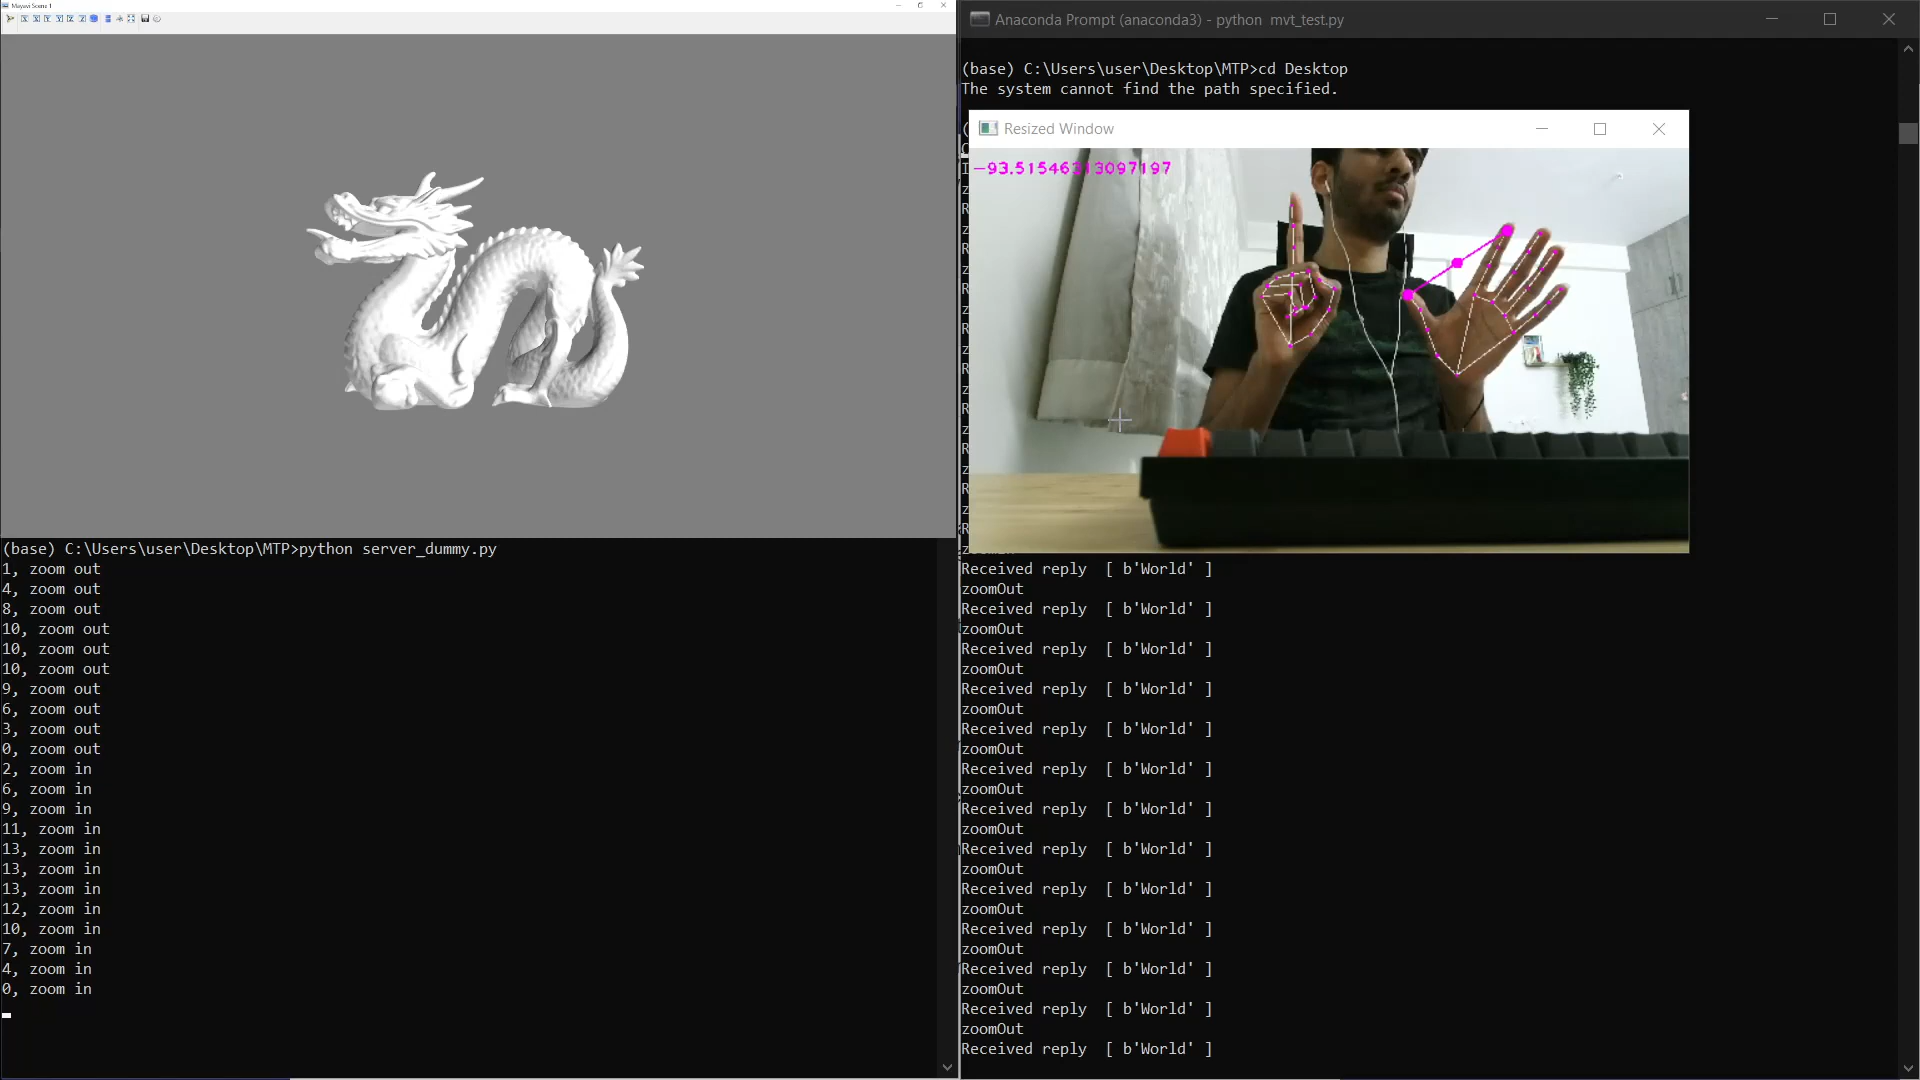 Mayavi Scene 1
(base) C:\Users\user\Desktop\MTP>python server_dummy.py
1, zoom out
4, zoom out
8, zoom out
10, zoom out
10, zoom out
10, zoom out
9, zoom out
6, zoom out
3, zoom out
0, zoom out
2, zoom in
6, zoom in
9, zoom in
11, zoom in
13, zoom in
13, zoom in
13, zoom in
12, zoom in
10, zoom in
7, zoom in
4, zoom in
0, zoom in
Anaconda Prompt (anaconda3) - python  mvt_test.py
(base) C:\Users\user\Desktop\MTP>cd Desktop
The system cannot find the path specified.
Resized Window
Received reply  [ b'World' ]
zoomOut
Received reply  [ b'World' ]
zoomOut
Received reply  [ b'World' ]
zoomOut
Received reply  [ b'World' ]
zoomOut
Received reply  [ b'World' ]
zoomOut
Received reply  [ b'World' ]
zoomOut
Received reply  [ b'World' ]
zoomOut
Received reply  [ b'World' ]
zoomOut
Received reply  [ b'World' ]
zoomOut
Received reply  [ b'World' ]
zoomOut
Received reply  [ b'World' ]
zoomOut
Received reply  [ b'World' ]
zoomOut
Received reply  [ b'World' ]